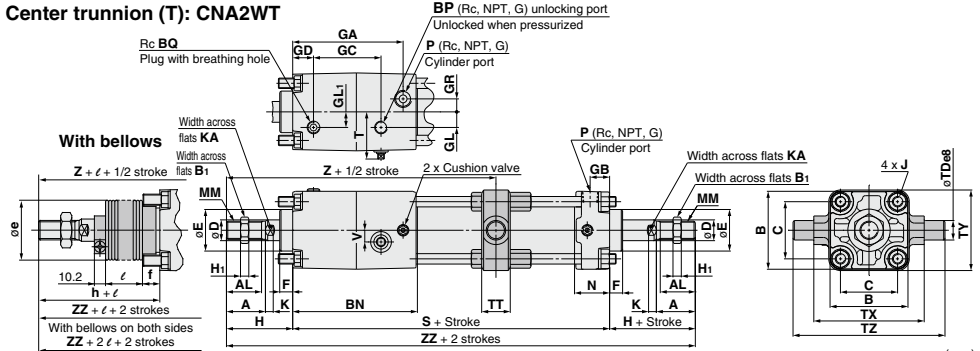 Center trunnion (T): CNA2WT
BP (Rc, NPT, G) unlocking port
Unlocked when pressurized
Rc BQ
Plug with breathing hole
GA
GD
GC
P (Rc, NPT, G)
Cylinder port
GL1
T
GR
GL
With bellows
Z + ℓ + 1/2 stroke
Width across
flats KA
Width across
flats B1
MM
Z + 1/2 stroke
2 x Cushion valve
P (Rc, NPT, G)
Cylinder port
GB
Width across flats KA
Width across flats B1
MM
4 x J
øTDe8
øe
øE
øD
V
øD
øE
B
C
TY
10.2
ℓ
f
h + ℓ
ZZ + ℓ + 2 strokes
With bellows on both sides
ZZ + 2 ℓ + 2 strokes
H1
AL
F
A
K
BN
H
TT
N
F
S + Stroke
K
A
AL
H1
H + Stroke
ZZ + 2 strokes
C
B
TX
TZ